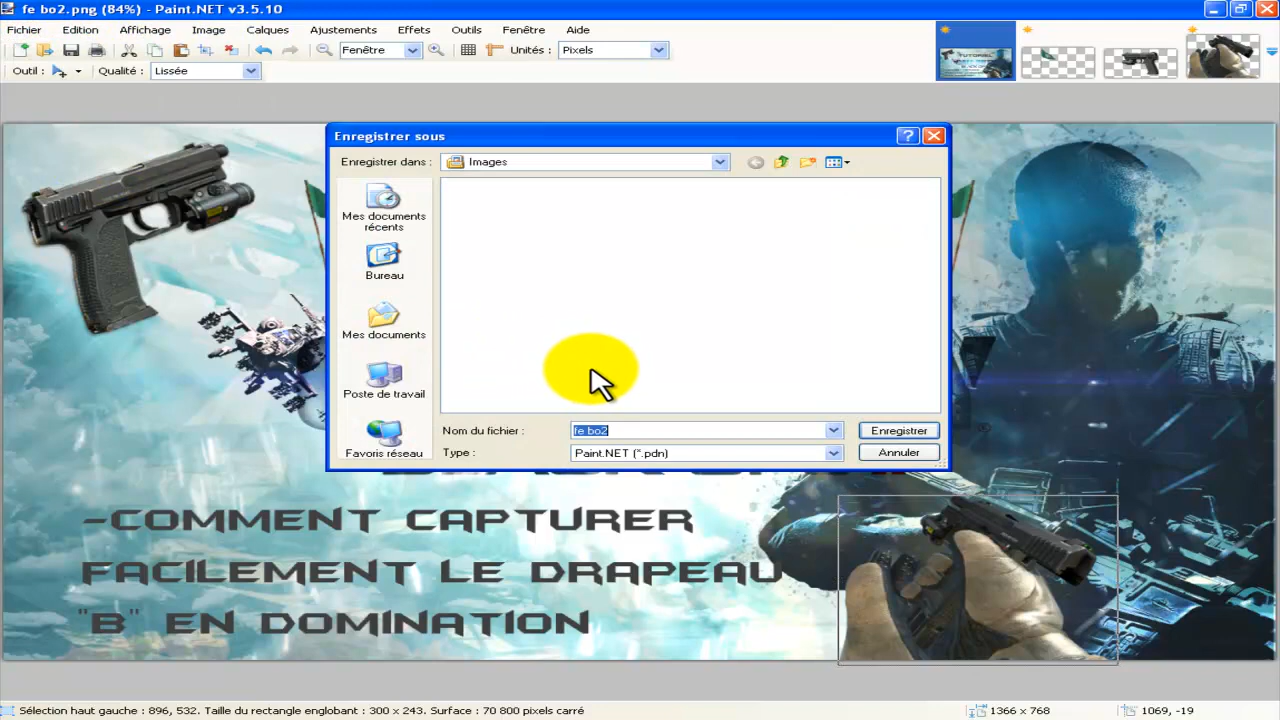 fe bo2.png (84%) - Paint.NET v3.5.10
Fichier Edition Affichage Image Calques Ajustements Effets Outils Fenêtre Aide
Fenêtre Unités : Pixels
Outil : Qualité : Lissée
Enregistrer sous
Enregistrer dans : Images
Mes documents
récents
Bureau
Mes documents
Poste de travail
Favoris réseau
Nom du fichier : fe bo2 Enregistrer
Type : Paint.NET (*.pdn) Annuler
-COMMENT CAPTURER
FACILEMENT LE DRAPEAU
"B" EN DOMINATION
Sélection haut gauche : 896, 532. Taille du rectangle englobant : 300 x 243. Surface : 70 800 pixels carré 1366 x 768 1069, -19